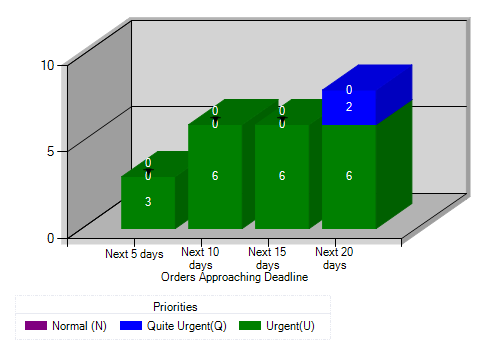 10
5
0
0
0
3
0
0
6
0
0
6
0
2
6
Next 5 days
Next 10
days
Next 15
days
Next 20
days
Orders Approaching Deadline
Priorities
Normal (N)
Quite Urgent(Q)
Urgent(U)